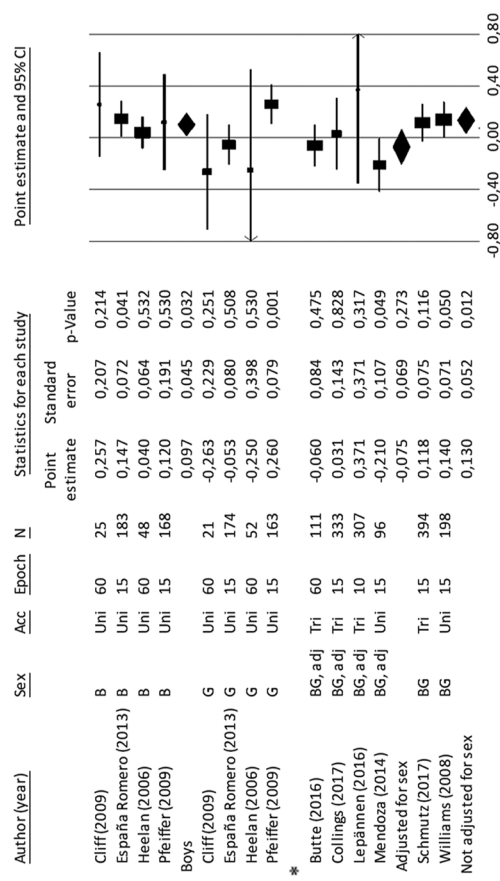 Statistics for each study Point estimate and 95% CI
Author (year) Sex Acc Epoch N Point estimate Standard error p-Value
Cliff (2009) B Uni 60 25 0,257 0,207 0,214
España Romero (2013) B Uni 15 183 0,147 0,072 0,041
Heelan (2006) B Uni 60 48 0,040 0,064 0,532
Pfeiffer (2009) B Uni 15 168 0,120 0,191 0,530
Boys 0,097 0,045 0,032
Cliff (2009) G Uni 60 21 -0,263 0,229 0,251
España Romero (2013) G Uni 15 174 -0,053 0,080 0,508
Heelan (2006) G Uni 60 52 -0,250 0,398 0,530
Pfeiffer (2009) G Uni 15 163 0,260 0,079 0,001
*
Butte (2016) BG, adj Tri 60 111 -0,060 0,084 0,475
Collings (2017) BG, adj Tri 15 333 0,031 0,143 0,828
Lepännen (2016) BG, adj Tri 10 307 0,371 0,371 0,317
Mendoza (2014) BG, adj Uni 15 96 -0,210 0,107 0,049
Adjusted for sex -0,075 0,069 0,273
Schmutz (2017) BG Tri 15 394 0,118 0,075 0,116
Williams (2008) BG Uni 15 198 0,140 0,071 0,050
Not adjusted for sex 0,130 0,052 0,012
-0,80 -0,40 0,00 0,40 0,80